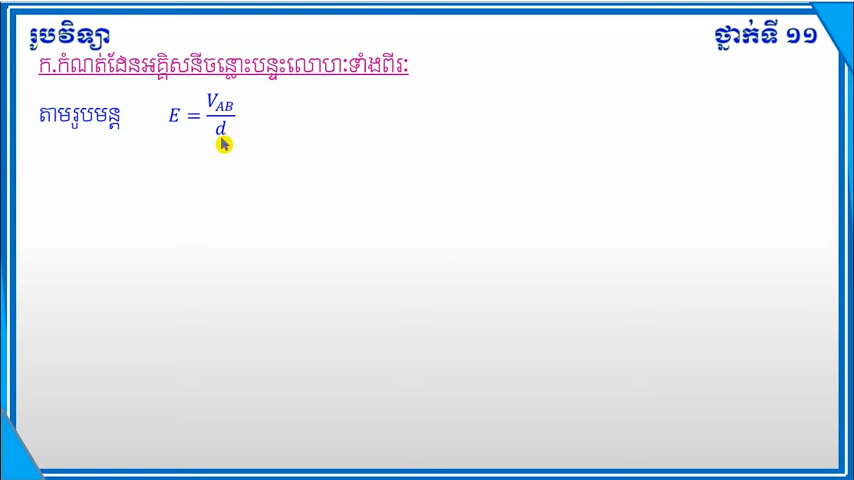 រូបវិទ្យា
ថ្នាក់ទី ១១
ក.កំណត់ដែនអគ្គិសនីចន្លោះបន្ទះលោហៈទាំងពីរៈ
តាមរូបមន្ត E = V_AB / d